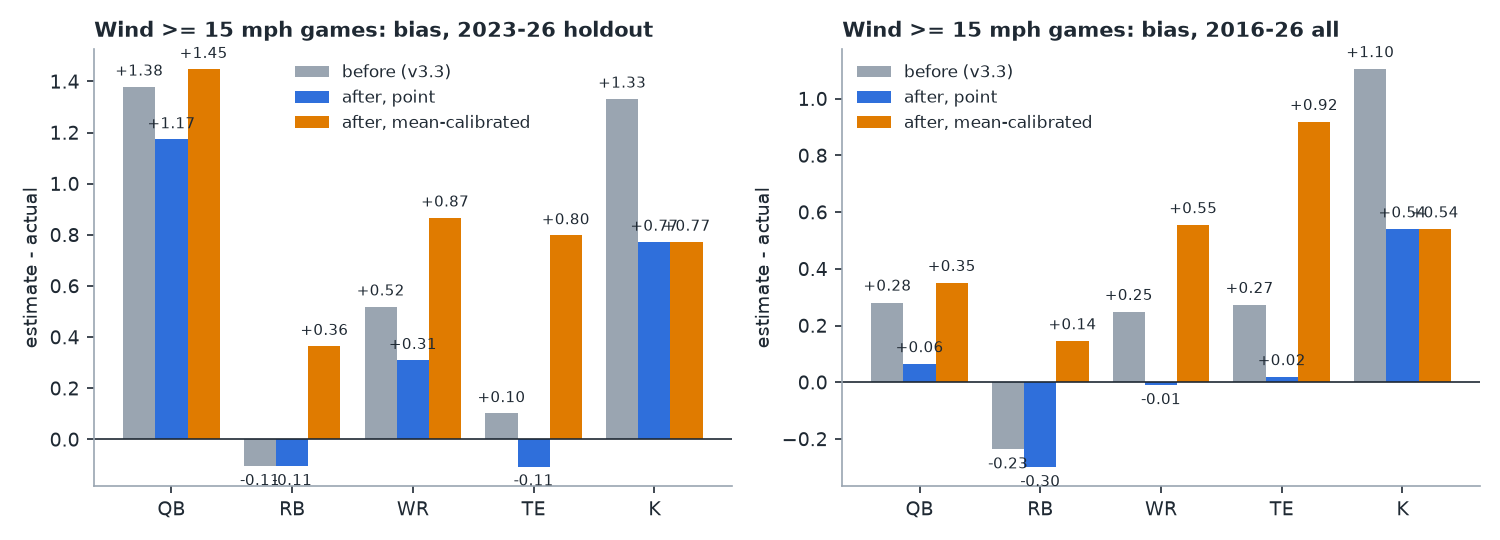 Wind >= 15 mph games: bias, 2023-26 holdout
estimate - actual
1.4
1.2
1.0
0.8
0.6
0.4
0.2
0.0
before (v3.3)
after, point
after, mean-calibrated
+1.38
+1.17
+1.45
-0.11
-0.11
+0.36
+0.52
+0.31
+0.87
+0.10
-0.11
+0.80
+1.33
+0.77
+0.77
QB
RB
WR
TE
K
Wind >= 15 mph games: bias, 2016-26 all
estimate - actual
1.0
0.8
0.6
0.4
0.2
0.0
−0.2
before (v3.3)
after, point
after, mean-calibrated
+0.28
+0.06
+0.35
-0.23
-0.30
+0.14
+0.25
-0.01
+0.55
+0.27
+0.02
+0.92
+1.10
+0.54
+0.54
QB
RB
WR
TE
K